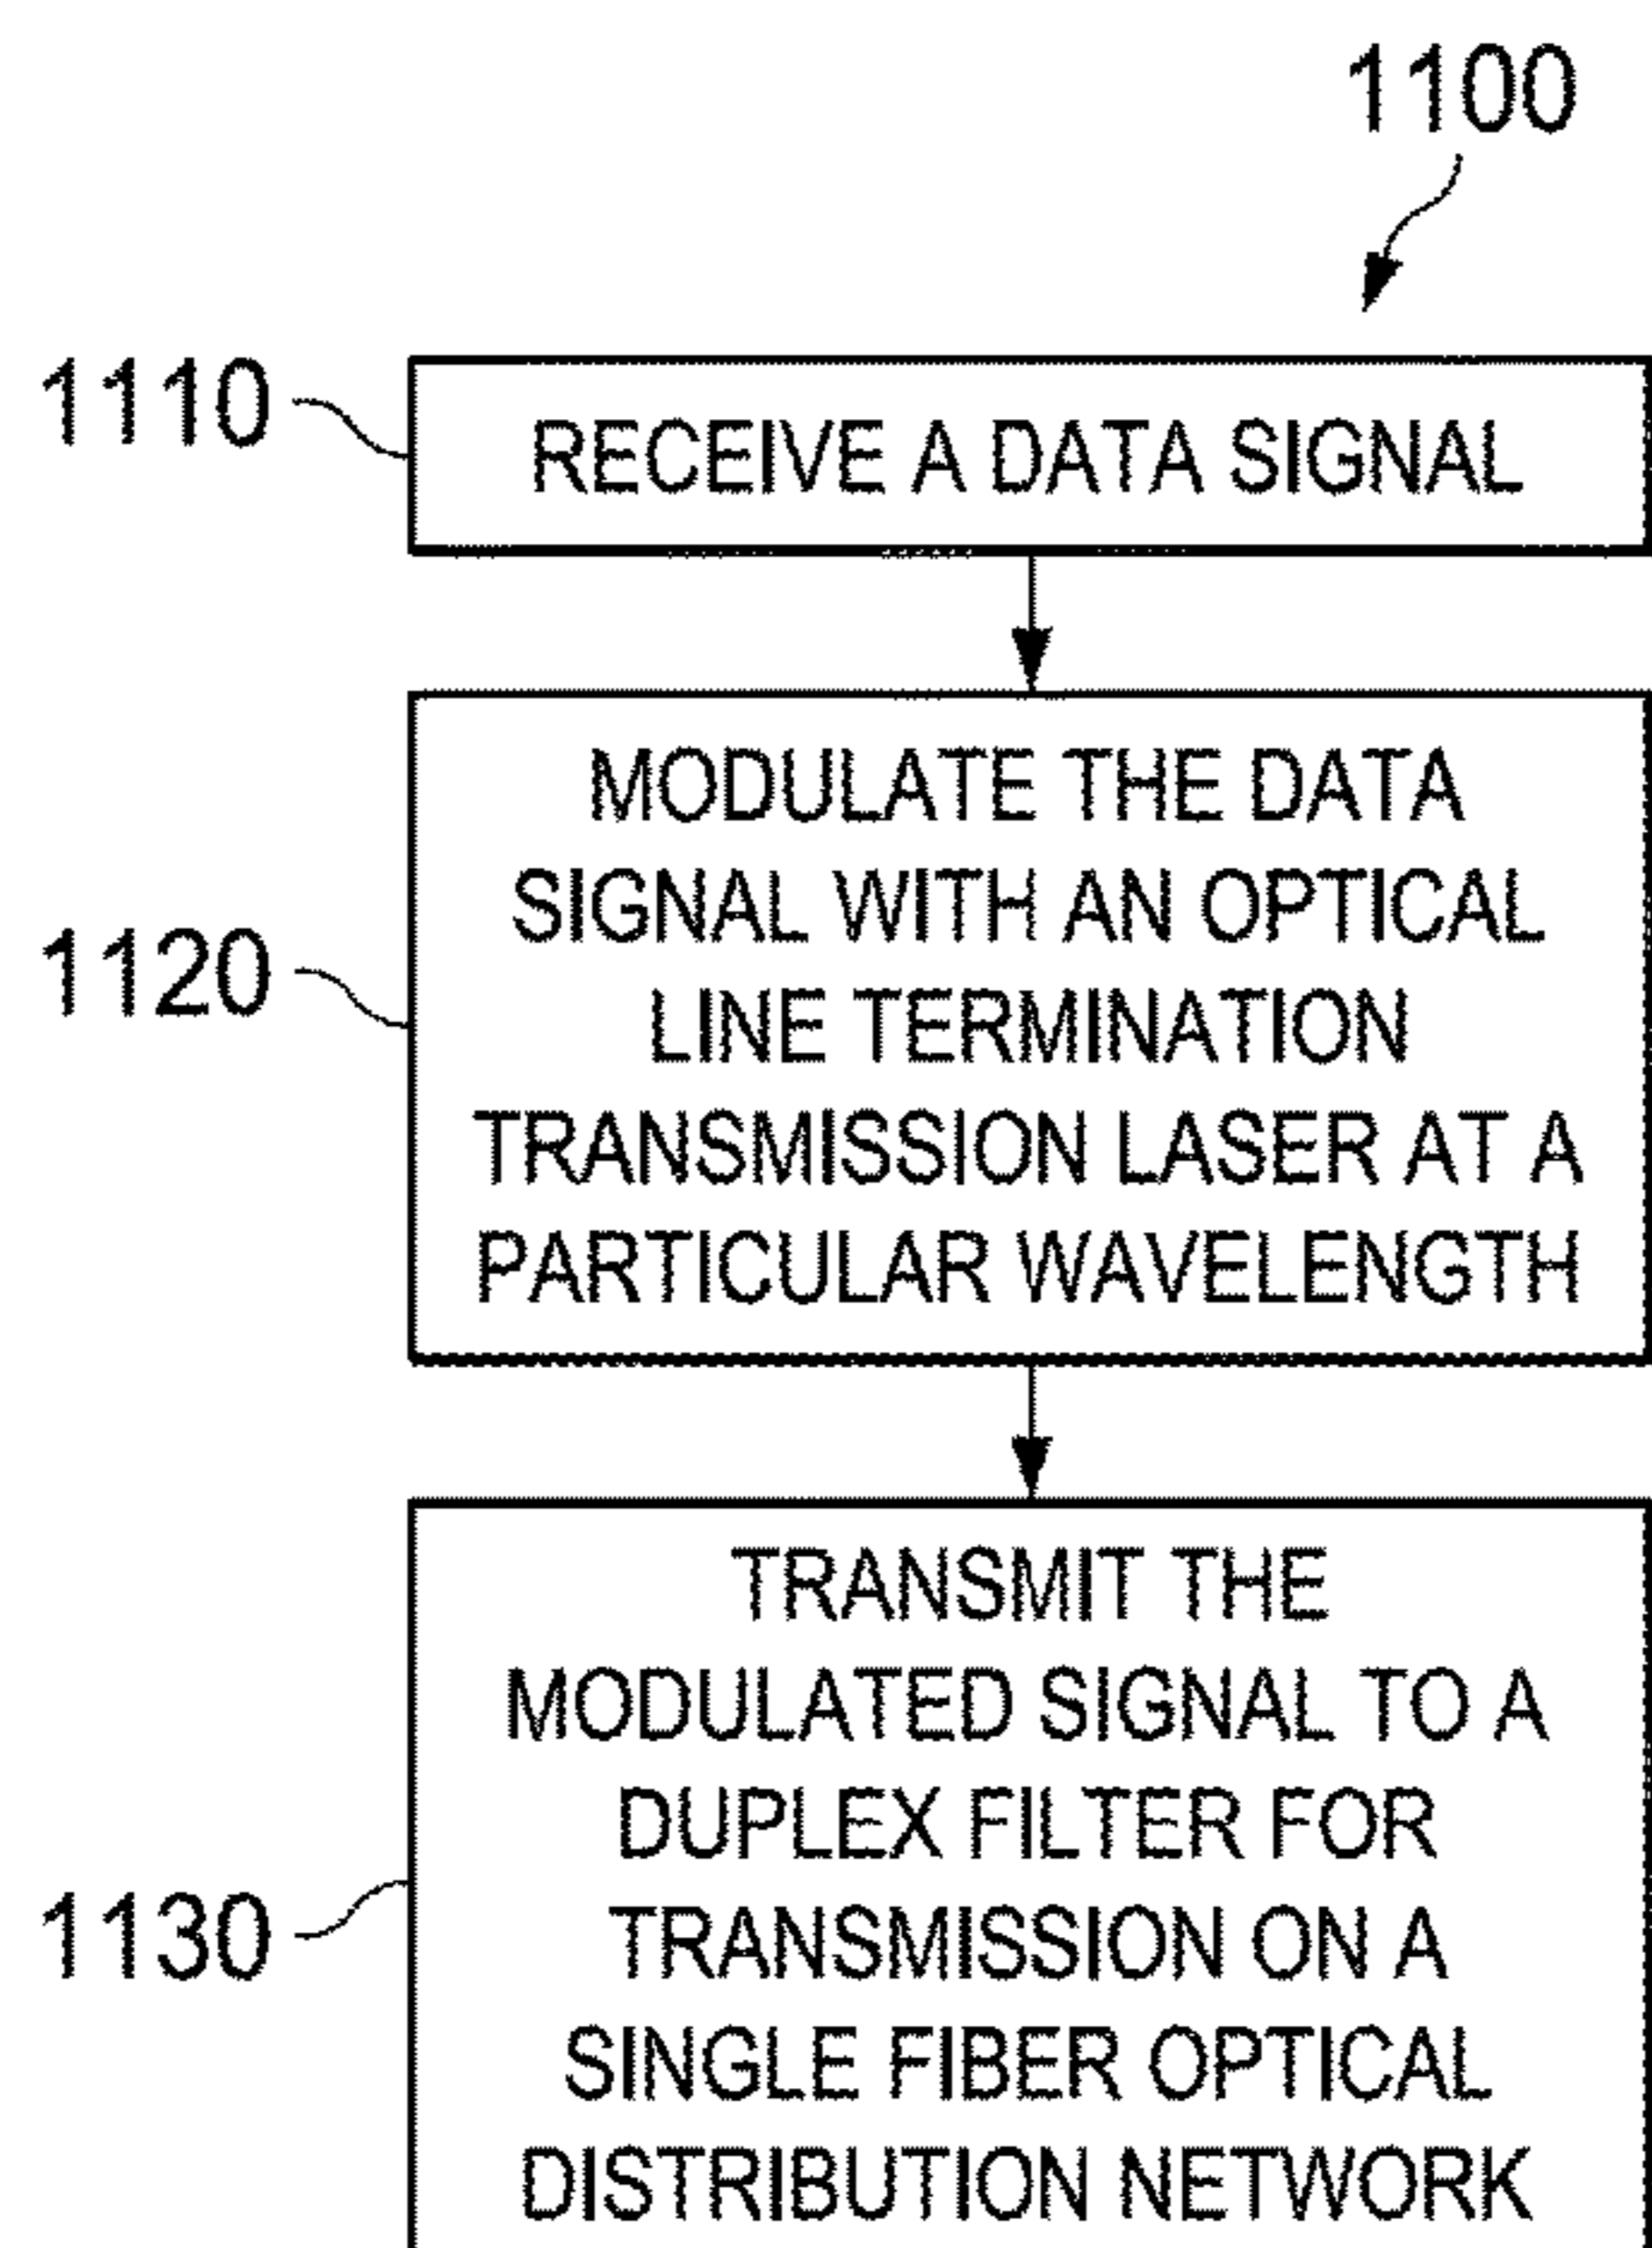 1100
1110
RECEIVE A DATA SIGNAL
1120
MODULATE THE DATA
SIGNAL WITH AN OPTICAL
LINE TERMINATION
TRANSMISSION LASER AT A
PARTICULAR WAVELENGTH
1130
TRANSMIT THE
MODULATED SIGNAL TO A
DUPLEX FILTER FOR
TRANSMISSION ON A
SINGLE FIBER OPTICAL
DISTRIBUTION NETWORK